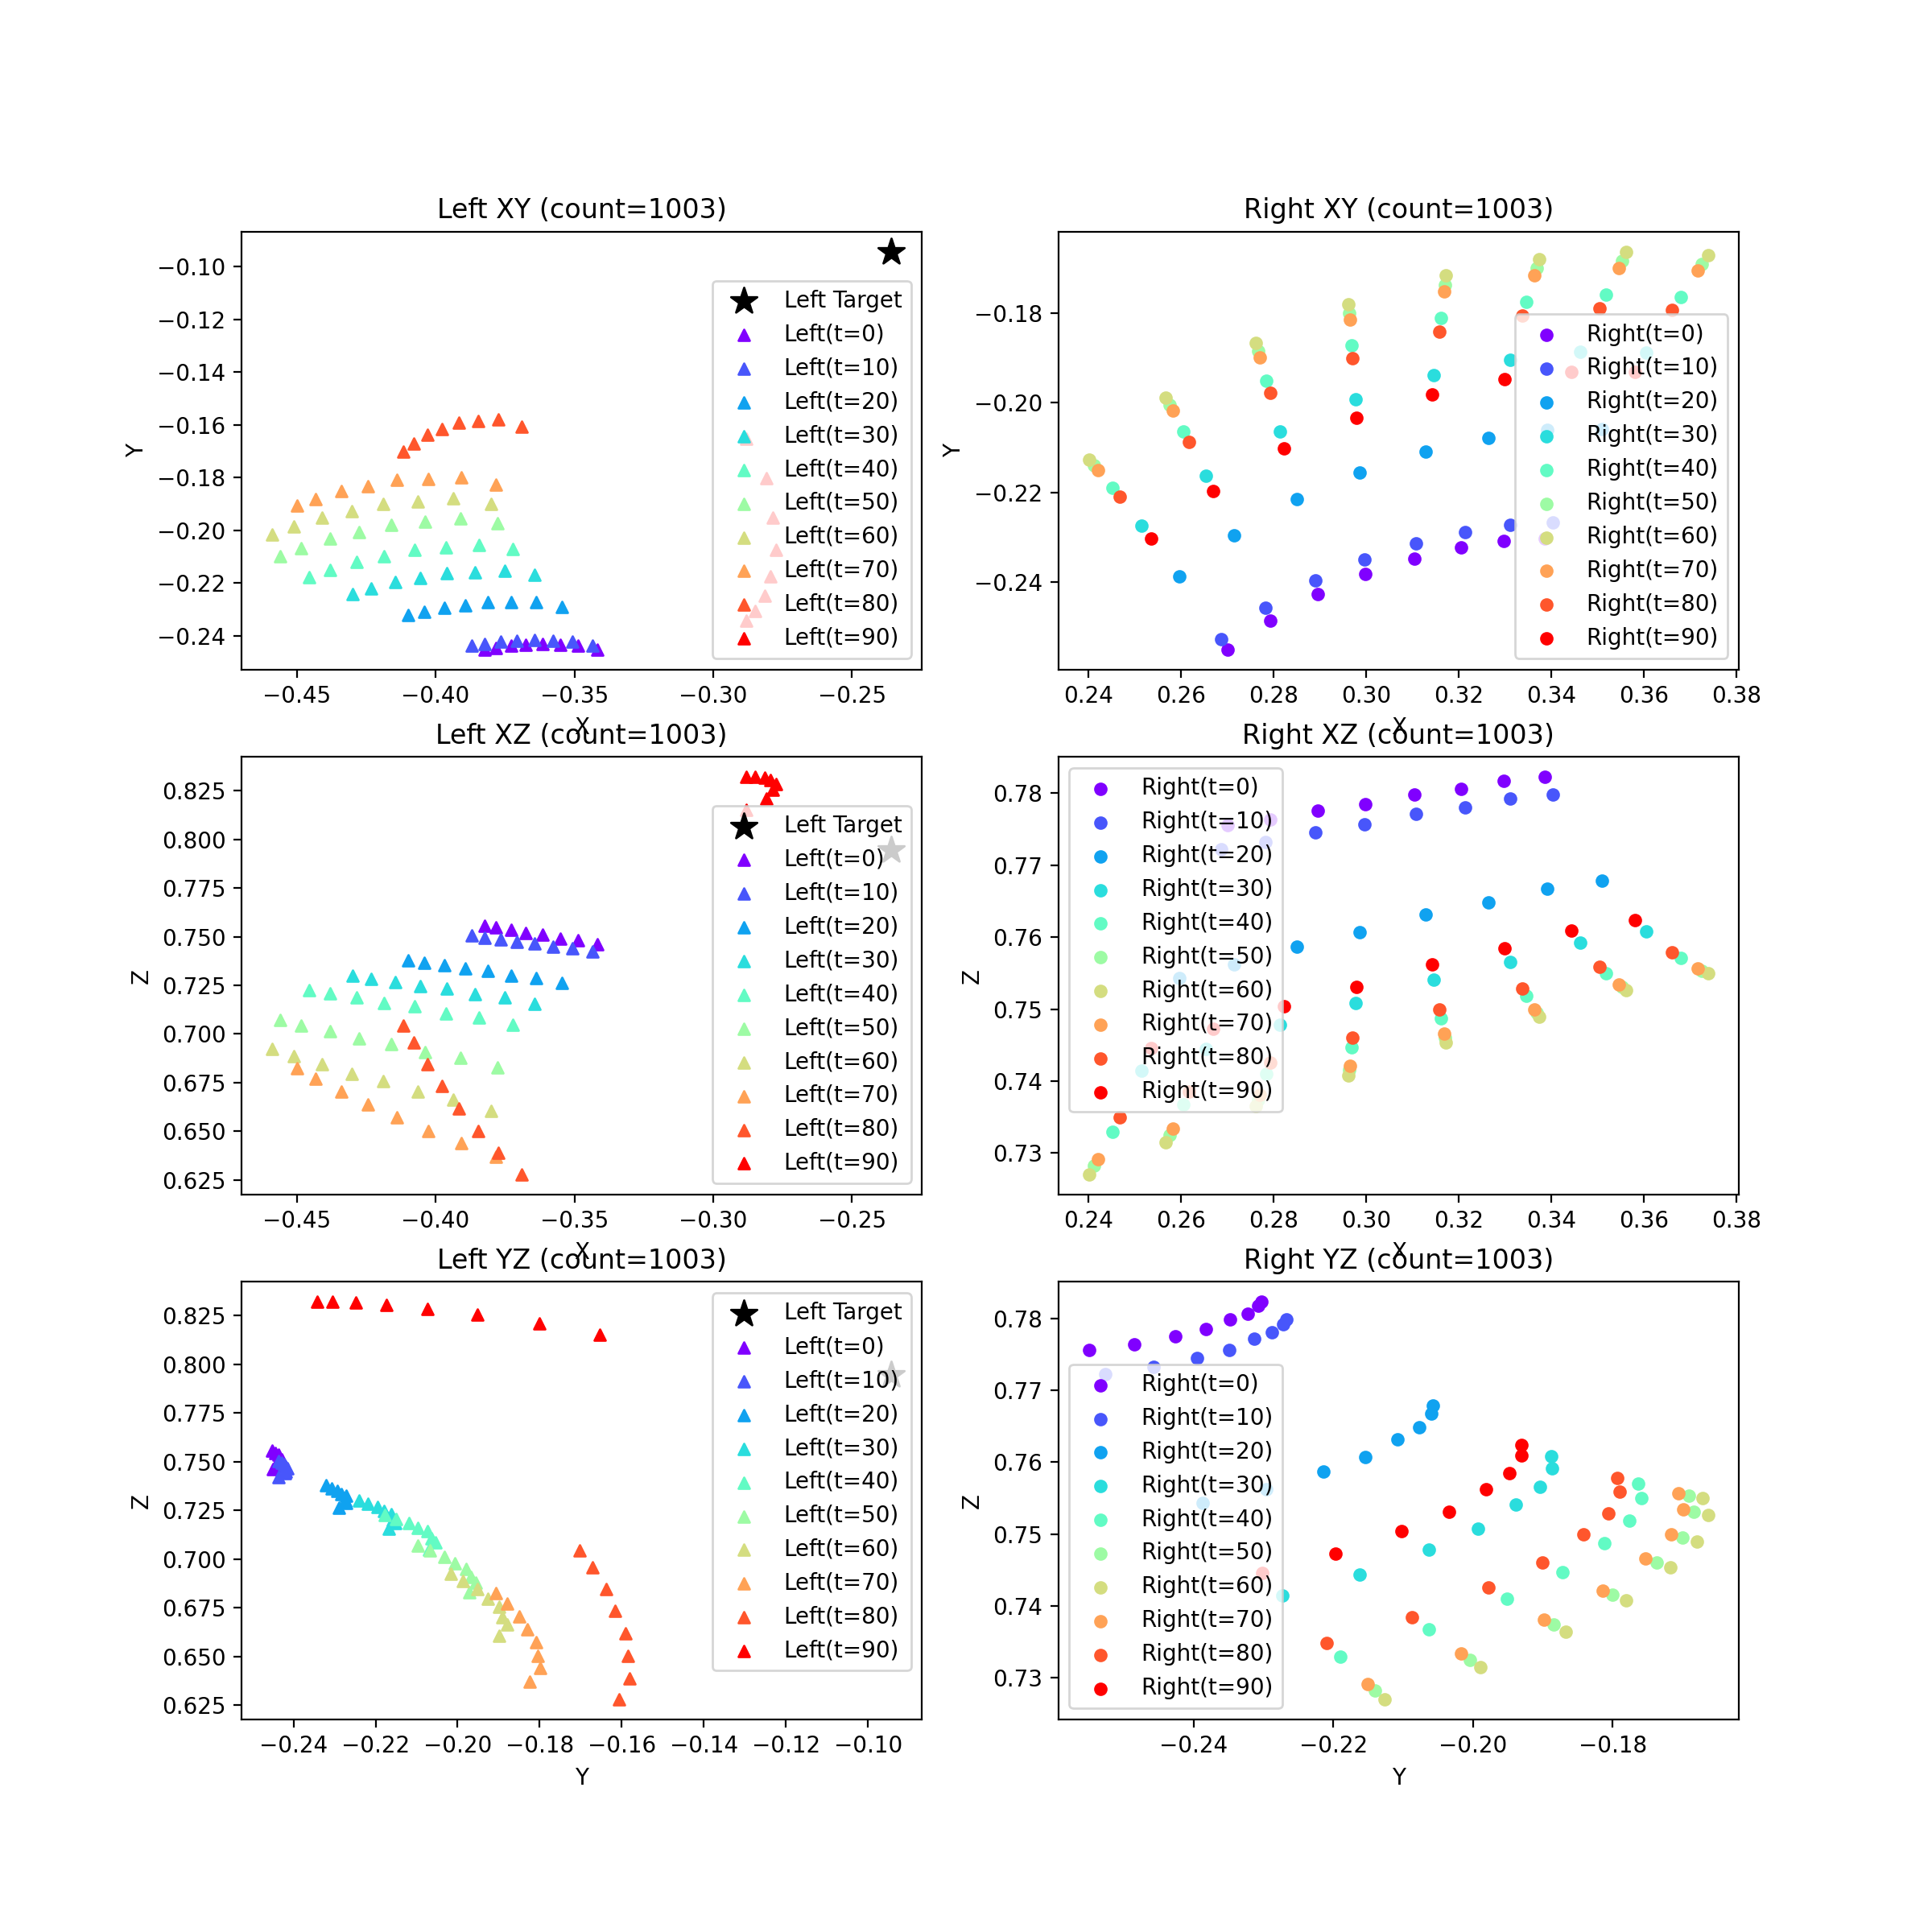 Left XY (count=1003)
−0.10
−0.12
−0.14
−0.16
−0.18
−0.20
−0.22
−0.24
Y
Left Target
Left(t=0)
Left(t=10)
Left(t=20)
Left(t=30)
Left(t=40)
Left(t=50)
Left(t=60)
Left(t=70)
Left(t=80)
Left(t=90)
−0.45 −0.40 −0.35 −0.30 −0.25
X
Right XY (count=1003)
−0.18
−0.20
−0.22
−0.24
Y
Right(t=0)
Right(t=10)
Right(t=20)
Right(t=30)
Right(t=40)
Right(t=50)
Right(t=60)
Right(t=70)
Right(t=80)
Right(t=90)
0.24 0.26 0.28 0.30 0.32 0.34 0.36 0.38
X
Left XZ (count=1003)
0.825
0.800
0.775
0.750
0.725
0.700
0.675
0.650
0.625
Z
Left Target
Left(t=0)
Left(t=10)
Left(t=20)
Left(t=30)
Left(t=40)
Left(t=50)
Left(t=60)
Left(t=70)
Left(t=80)
Left(t=90)
−0.45 −0.40 −0.35 −0.30 −0.25
X
Right XZ (count=1003)
0.78
0.77
0.76
0.75
0.74
0.73
Z
Right(t=0)
Right(t=10)
Right(t=20)
Right(t=30)
Right(t=40)
Right(t=50)
Right(t=60)
Right(t=70)
Right(t=80)
Right(t=90)
0.24 0.26 0.28 0.30 0.32 0.34 0.36 0.38
X
Left YZ (count=1003)
0.825
0.800
0.775
0.750
0.725
0.700
0.675
0.650
0.625
Z
Left Target
Left(t=0)
Left(t=10)
Left(t=20)
Left(t=30)
Left(t=40)
Left(t=50)
Left(t=60)
Left(t=70)
Left(t=80)
Left(t=90)
−0.24 −0.22 −0.20 −0.18 −0.16 −0.14 −0.12 −0.10
Y
Right YZ (count=1003)
0.78
0.77
0.76
0.75
0.74
0.73
Z
Right(t=0)
Right(t=10)
Right(t=20)
Right(t=30)
Right(t=40)
Right(t=50)
Right(t=60)
Right(t=70)
Right(t=80)
Right(t=90)
−0.24 −0.22 −0.20 −0.18
Y